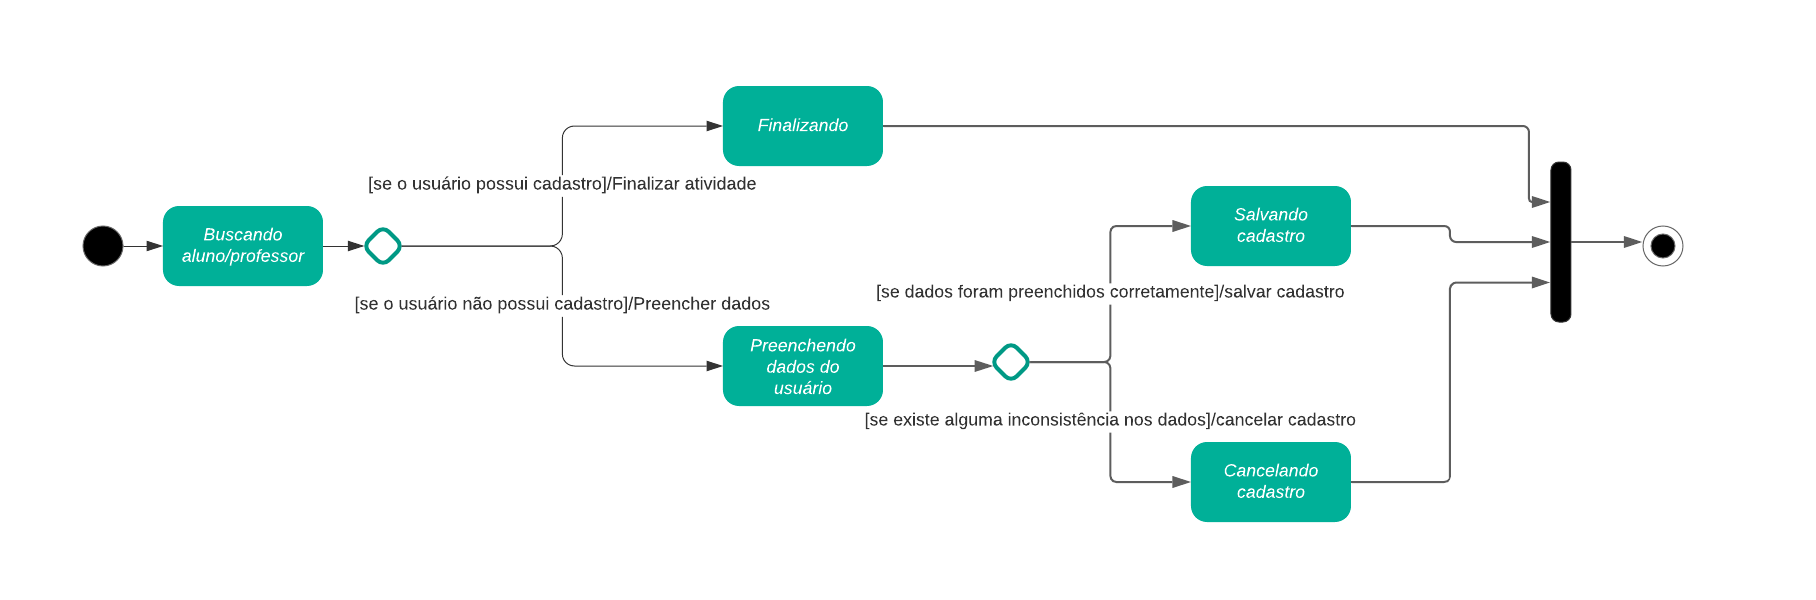 Finalizando
[se o usuário possui cadastro]/Finalizar atividade
Buscando
aluno/professor
[se o usuário não possui cadastro]/Preencher dados
Preenchendo
dados do
usuário
Salvando
cadastro
[se dados foram preenchidos corretamente]/salvar cadastro
[se existe alguma inconsistência nos dados]/cancelar cadastro
Cancelando
cadastro